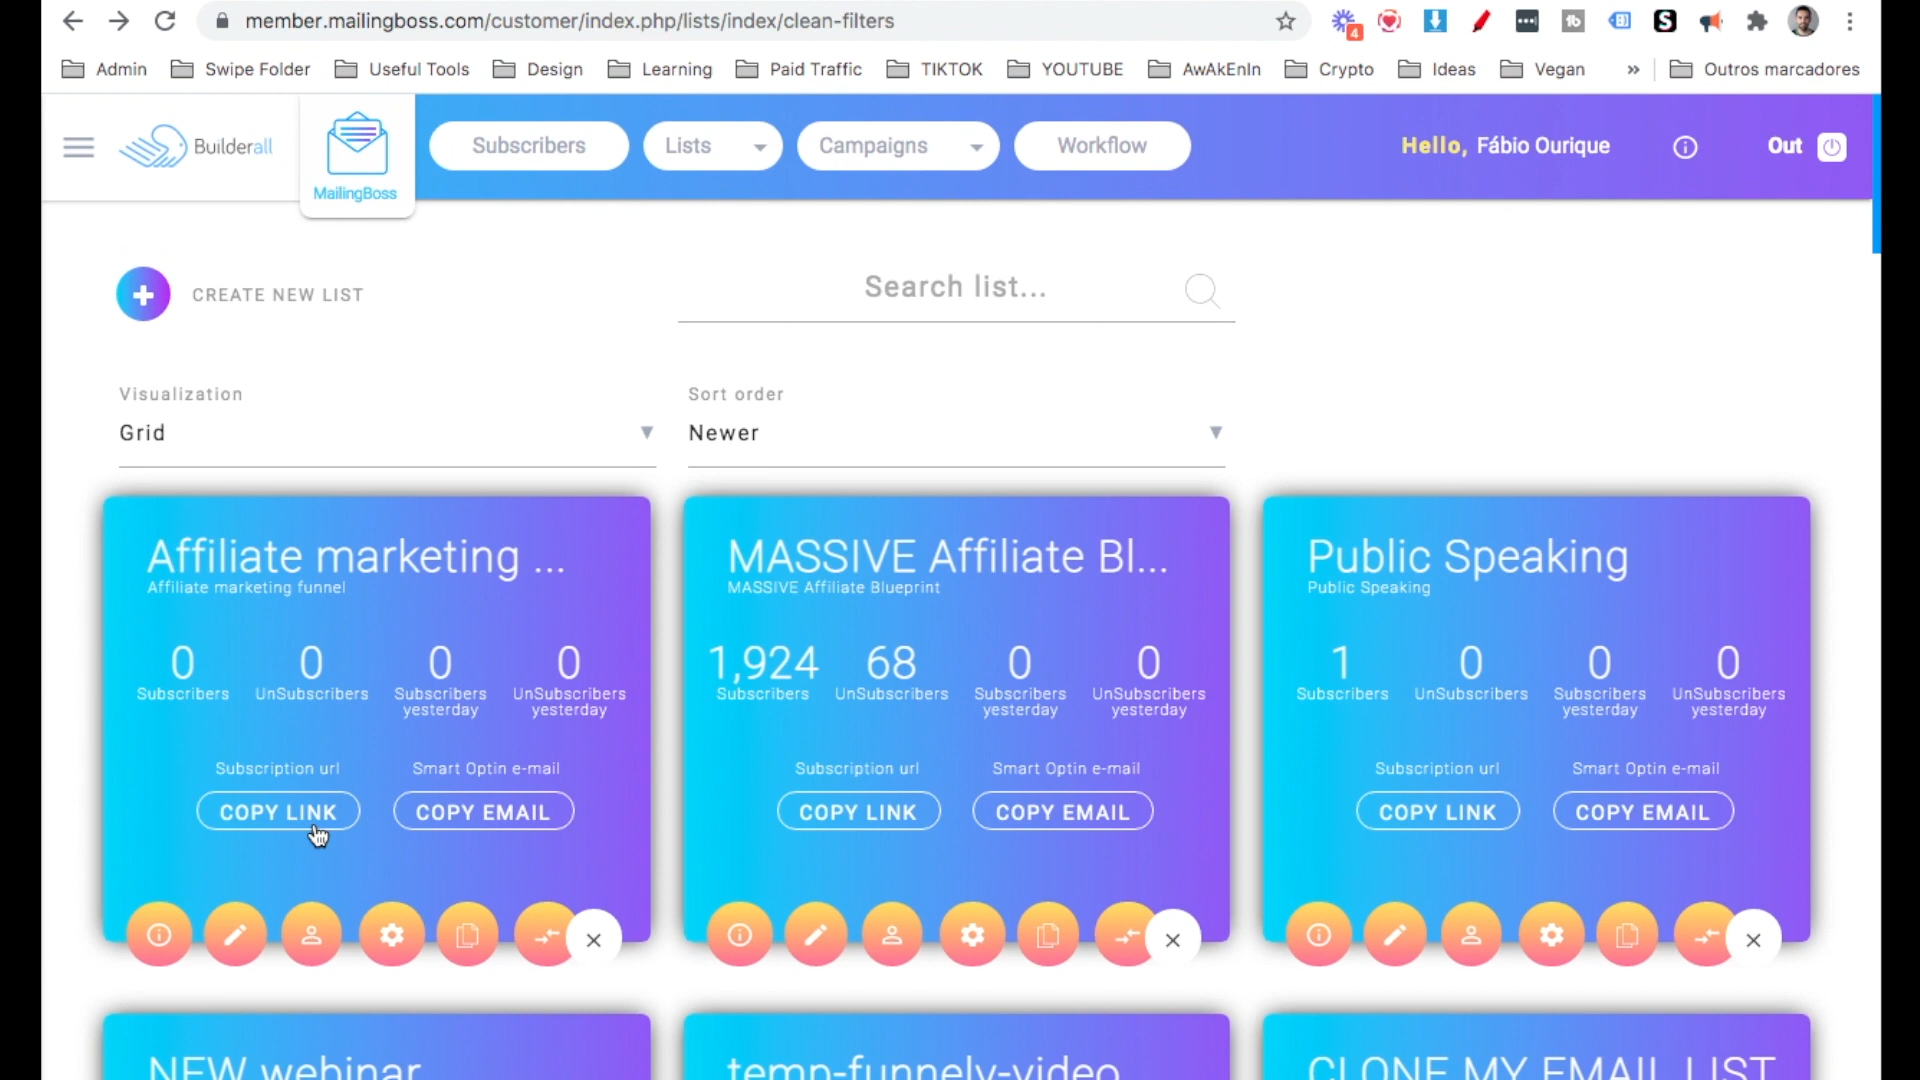 member.mailingboss.com/customer/index.php/lists/index/clean-filters
4
Admin Swipe Folder Useful Tools Design Learning Paid Traffic TIKTOK YOUTUBE AwAkEnIn Crypto Ideas Vegan » Outros marcadores
Builderall
MailingBoss
Subscribers Lists Campaigns Workflow
Hello, Fábio Ourique
Out
CREATE NEW LIST
Search list...
Visualization
Grid
Sort order
Newer
Affiliate marketing ...
Affiliate marketing funnel
0 0 0 0
Subscribers UnSubscribers Subscribers yesterday UnSubscribers yesterday
Subscription url Smart Optin e-mail
COPY LINK COPY EMAIL
MASSIVE Affiliate Bl...
MASSIVE Affiliate Blueprint
1,924 68 0 0
Subscribers UnSubscribers Subscribers yesterday UnSubscribers yesterday
Subscription url Smart Optin e-mail
COPY LINK COPY EMAIL
Public Speaking
Public Speaking
1 0 0 0
Subscribers UnSubscribers Subscribers yesterday UnSubscribers yesterday
Subscription url Smart Optin e-mail
COPY LINK COPY EMAIL
NEW webinar
temp-funnely-video
CLONE MY EMAIL LIST